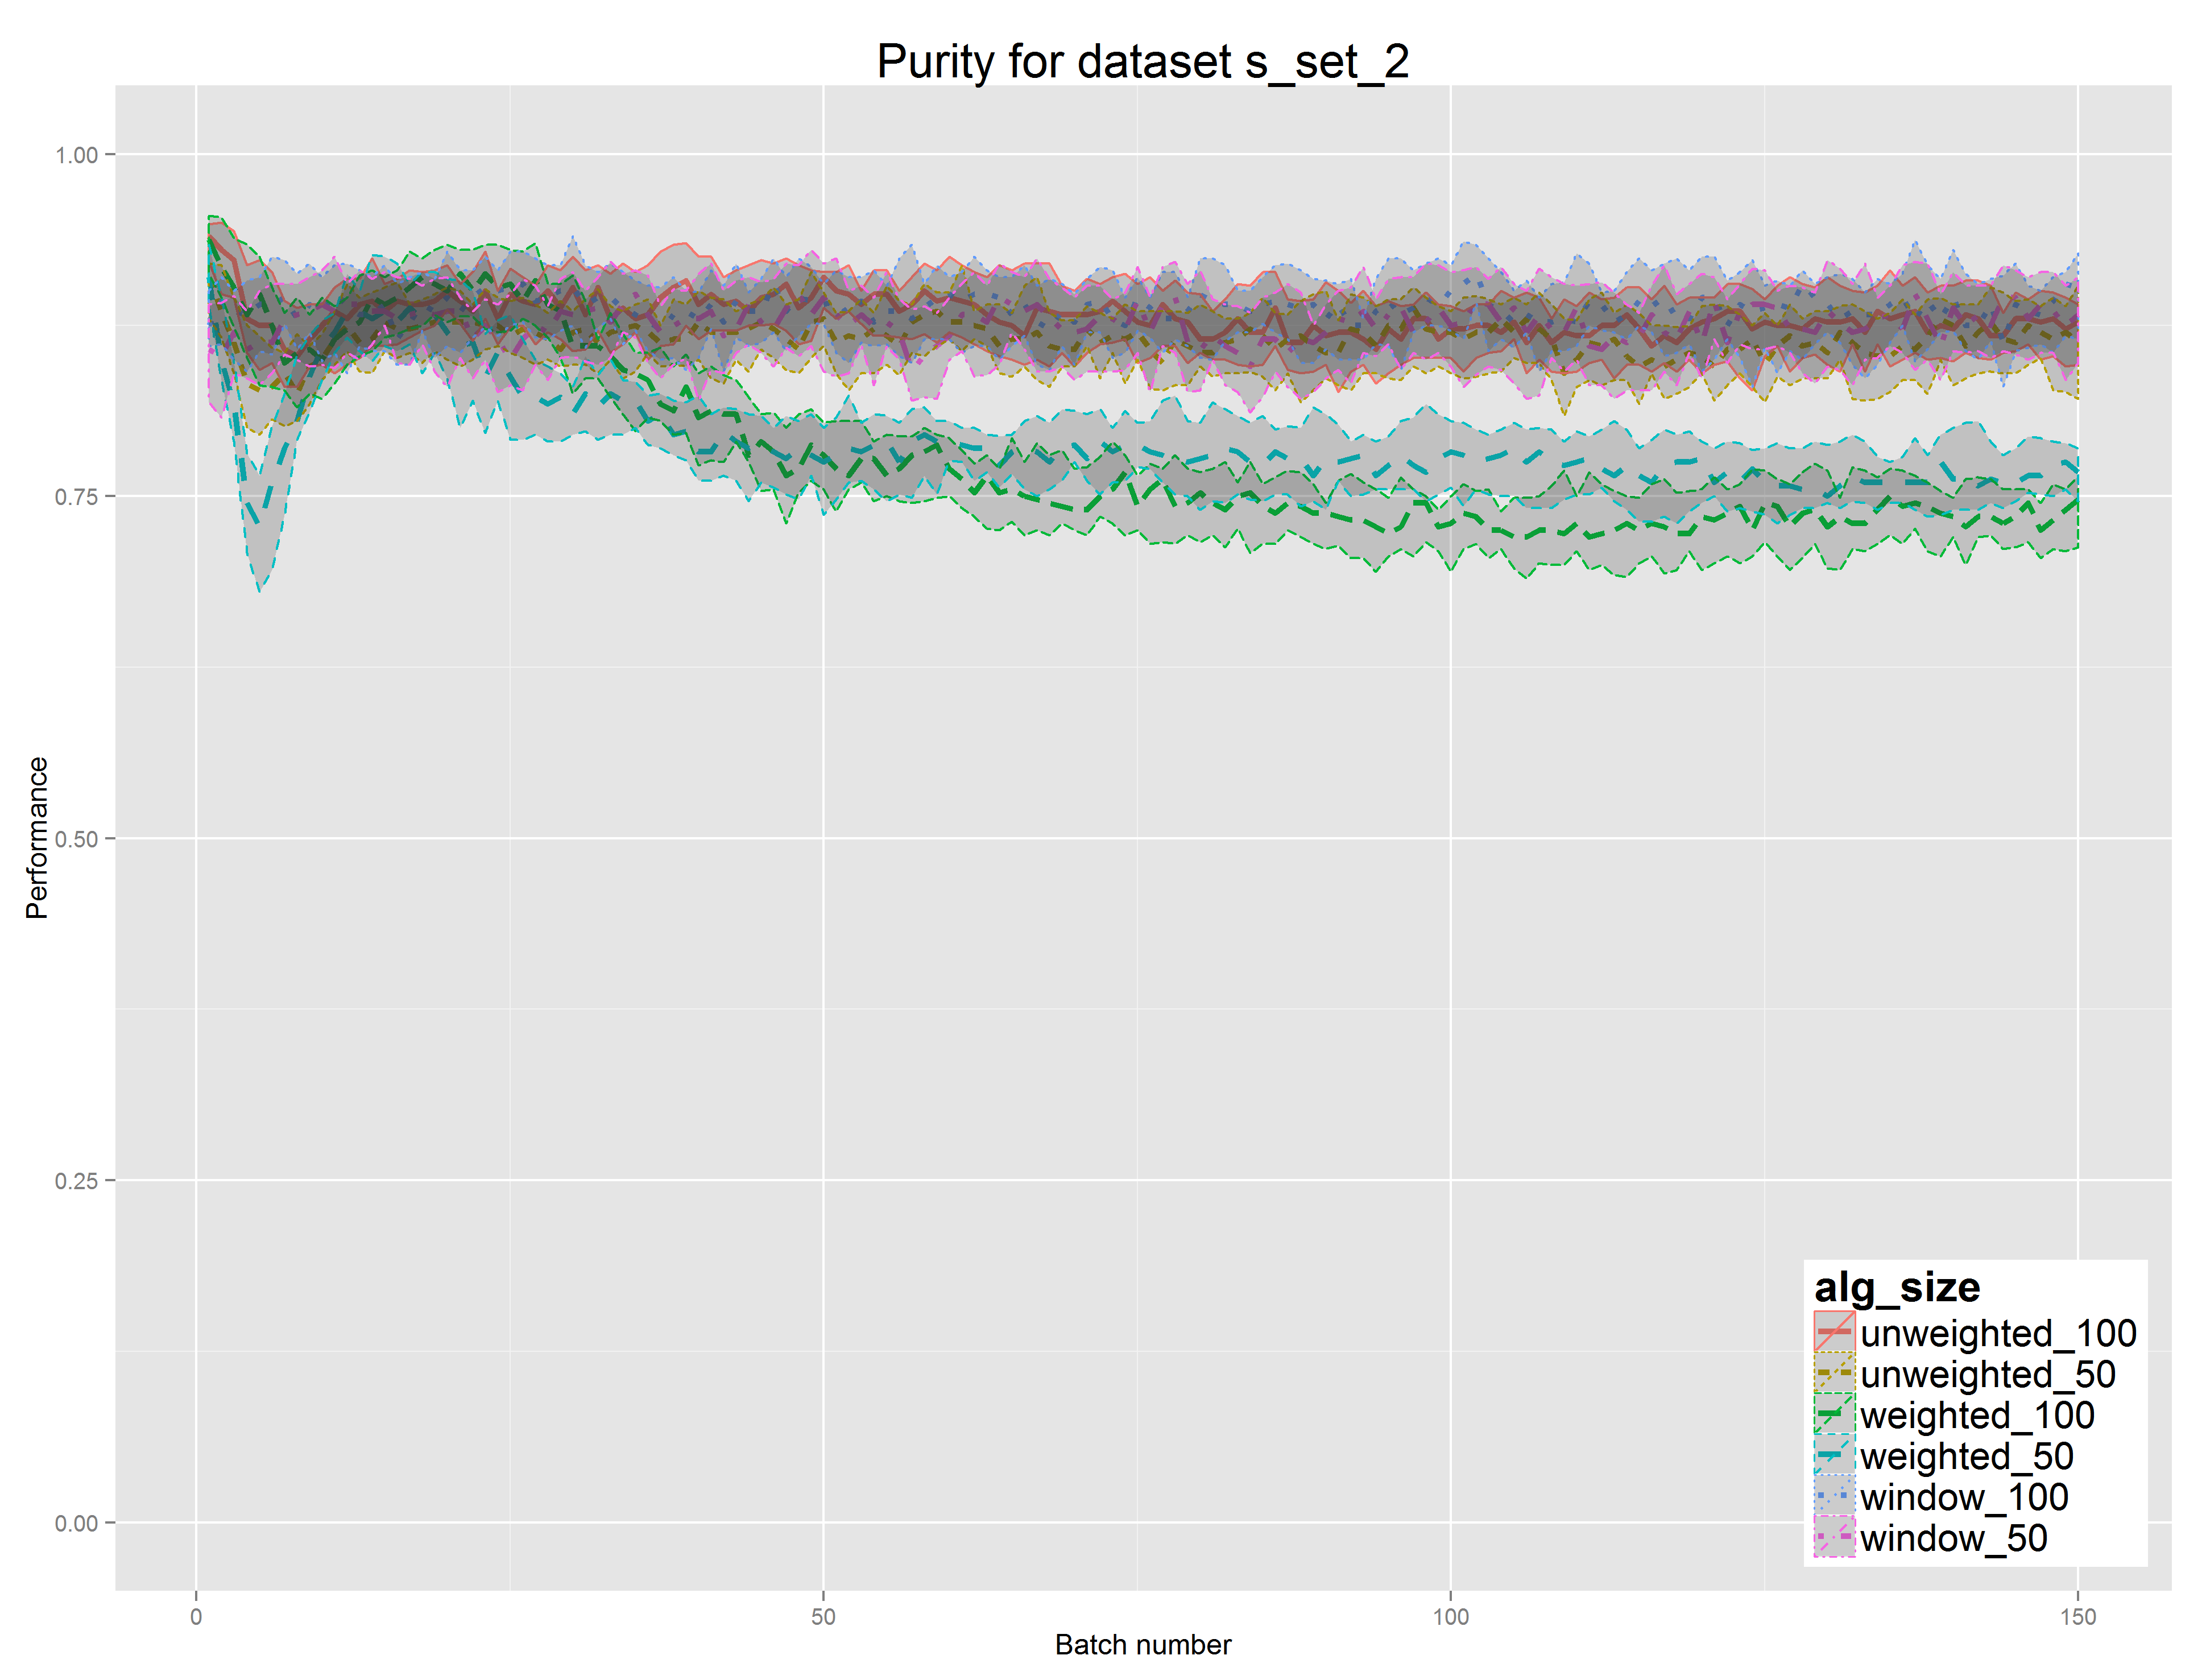 Purity for dataset s_set_2
1.00
0.75
0.50
0.25
0.00
Performance
0
50
100
150
Batch number
alg_size
unweighted_100
unweighted_50
weighted_100
weighted_50
window_100
window_50